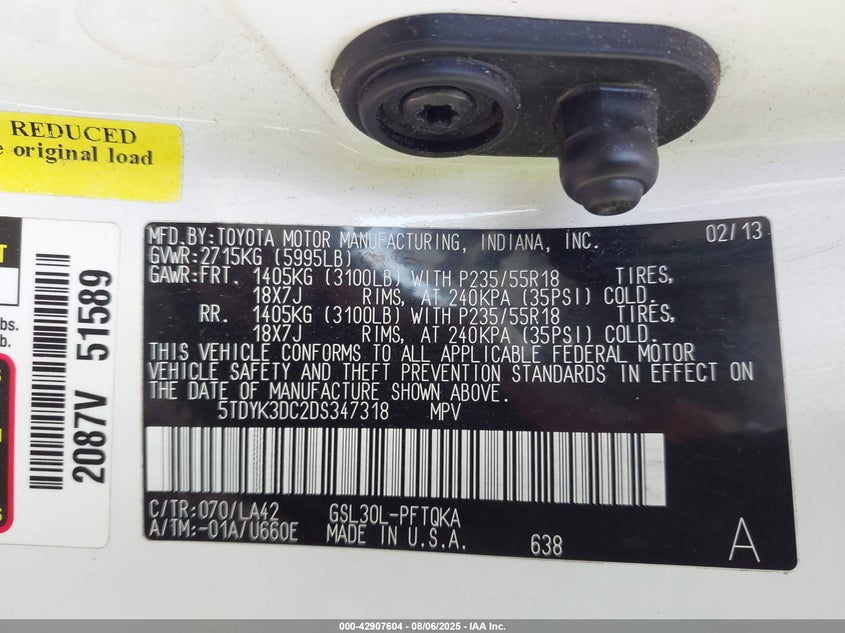 REDUCED
original load
MFD.BY:TOYOTA MOTOR MANUFACTURING, INDIANA, INC. 02/13
GVWR:2715KG (5995LB)
GAWR:FRT. 1405KG (3100LB) WITH P235/55R18 TIRES,
18X7J RIMS, AT 240KPA (35PSI) COLD.
RR. 1405KG (3100LB) WITH P235/55R18 TIRES,
18X7J RIMS, AT 240KPA (35PSI) COLD.
THIS VEHICLE CONFORMS TO ALL APPLICABLE FEDERAL MOTOR
VEHICLE SAFETY AND THEFT PREVENTION STANDARDS IN EFFECT ON
THE DATE OF MANUFACTURE SHOWN ABOVE.
5TDYK3DC2DS347318 MPV
C/TR:070/LA42 GSL30L-PFTQKA
A/TM:-01A/U660E MADE IN U.S.A. 638 A
2087V 51589
lbs.
b.
000-42907604 - 08/06/2025 - IAA Inc.